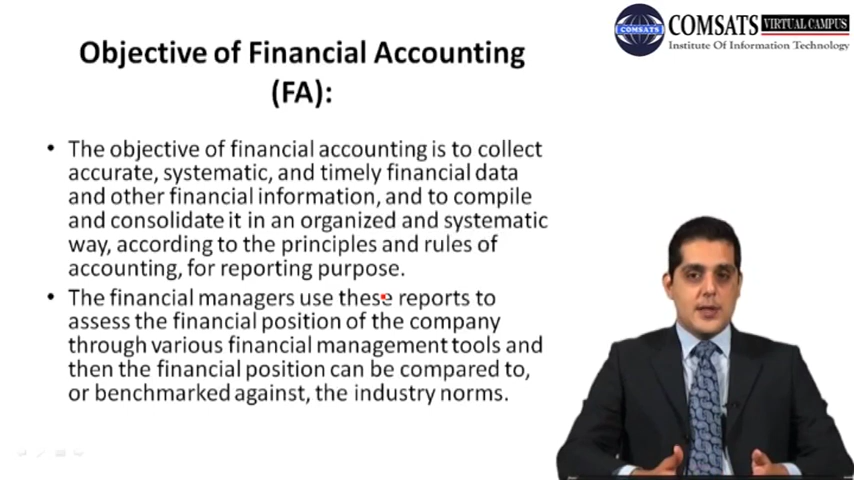 COMSATS VIRTUAL CAMPUS
COMSATS
Institute Of Information Technology
Objective of Financial Accounting
(FA):
• The objective of financial accounting is to collect
accurate, systematic, and timely financial data
and other financial information, and to compile
and consolidate it in an organized and systematic
way, according to the principles and rules of
accounting, for reporting purpose.
• The financial managers use these reports to
assess the financial position of the company
through various financial management tools and
then the financial position can be compared to,
or benchmarked against, the industry norms.